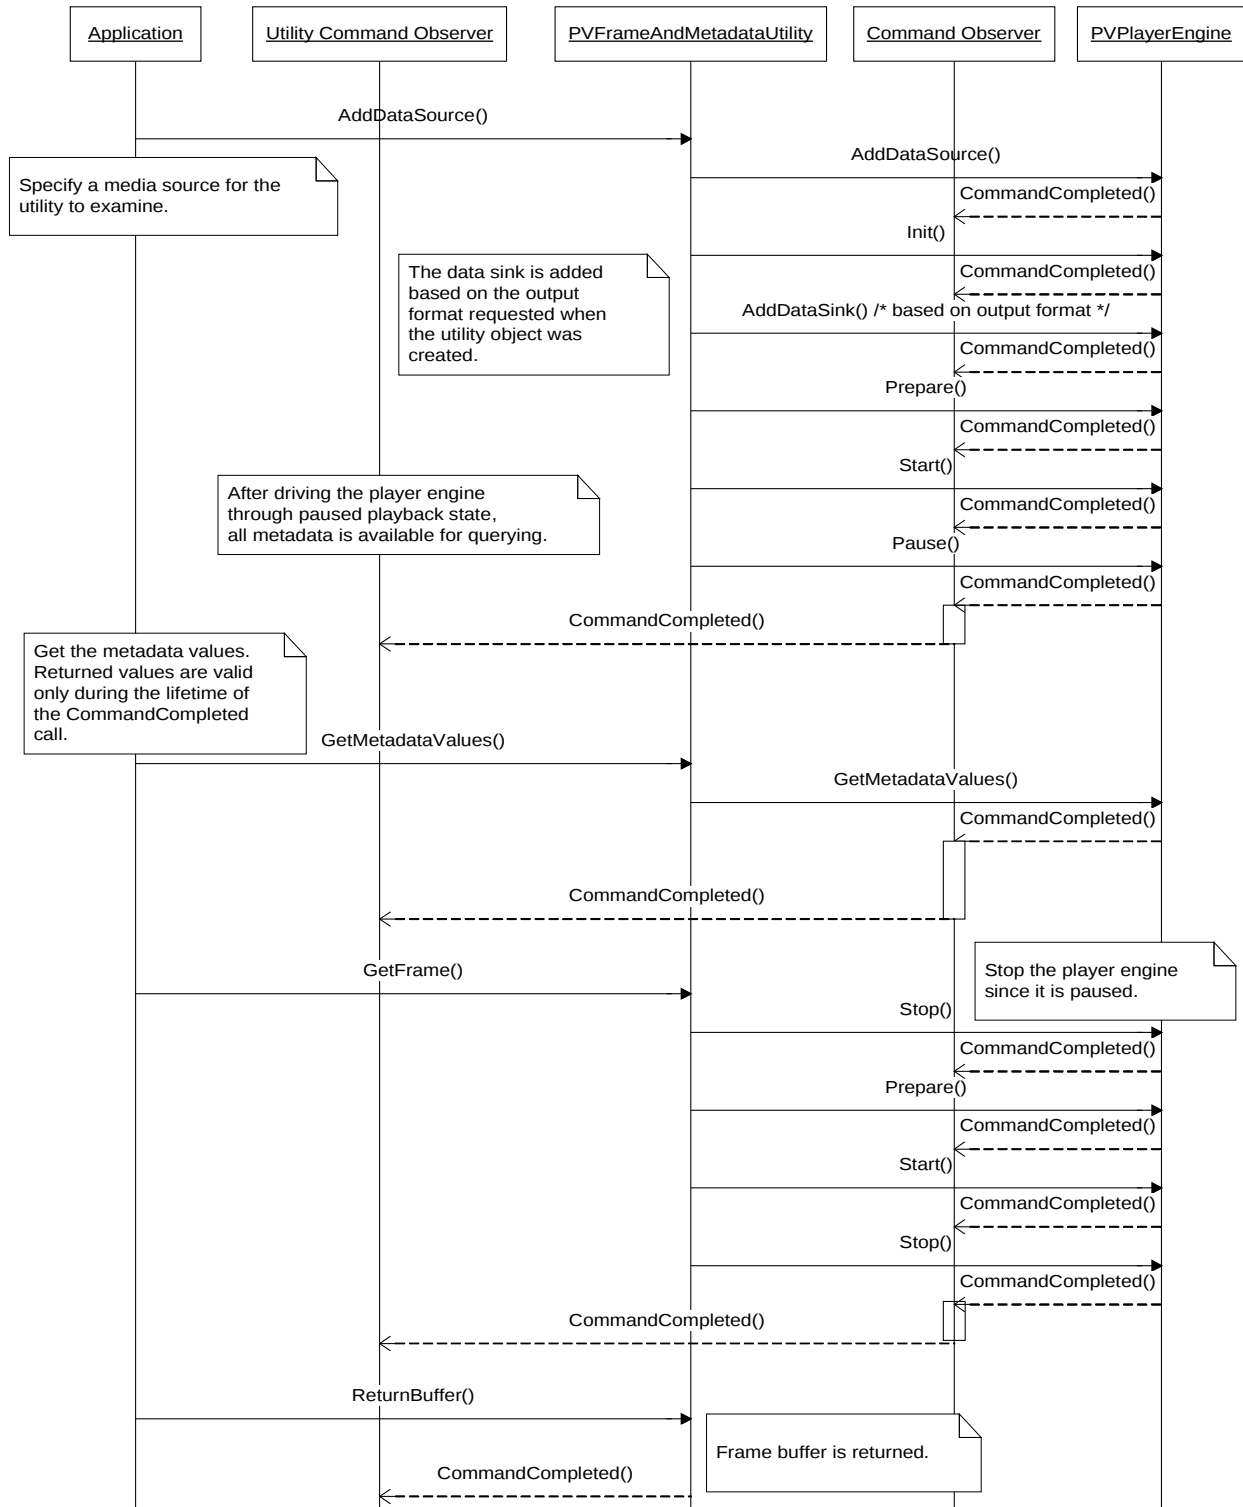 Application
Utility Command Observer
PVFrameAndMetadataUtility
Command Observer
PVPlayerEngine
AddDataSource()
AddDataSource()
Specify a media source for the
utility to examine.
CommandCompleted()
Init()
The data sink is added
based on the output
format requested when
the utility object was
created.
CommandCompleted()
AddDataSink() /* based on output format */
CommandCompleted()
Prepare()
CommandCompleted()
Start()
After driving the player engine
through paused playback state,
all metadata is available for querying.
CommandCompleted()
Pause()
CommandCompleted()
CommandCompleted()
Get the metadata values.
Returned values are valid
only during the lifetime of
the CommandCompleted
call.
GetMetadataValues()
GetMetadataValues()
CommandCompleted()
CommandCompleted()
GetFrame()
Stop the player engine
since it is paused.
Stop()
CommandCompleted()
Prepare()
CommandCompleted()
Start()
CommandCompleted()
Stop()
CommandCompleted()
CommandCompleted()
ReturnBuffer()
Frame buffer is returned.
CommandCompleted()